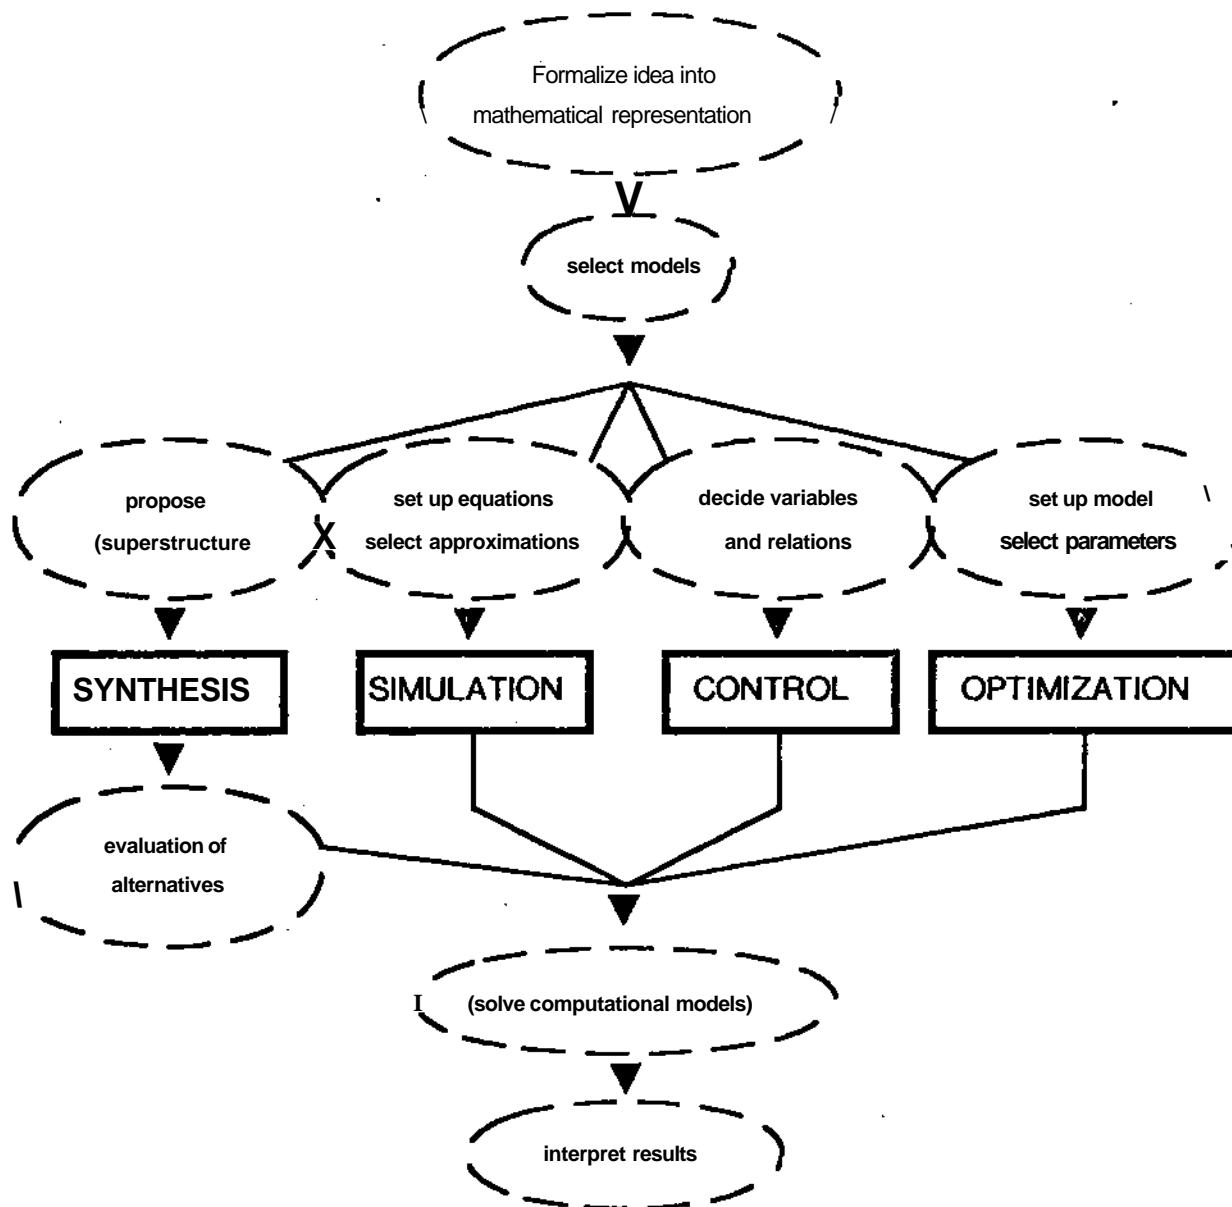 Formalize idea into
mathematical representation
select models
propose
(superstructure
set up equations
select approximations
decide variables
and relations
set up model
select parameters
SYNTHESIS
SIMULATION
CONTROL
OPTIMIZATION
evaluation of
alternatives
(solve computational models)
interpret results